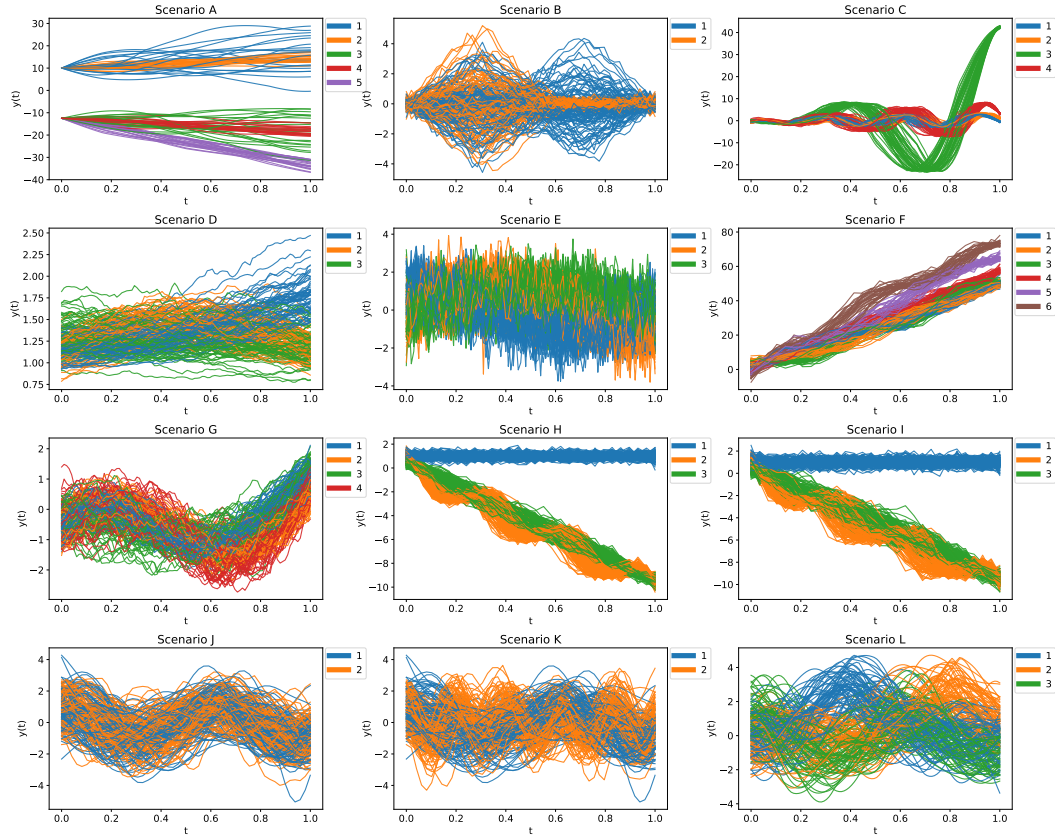 Scenario A
y(t)
30
20
10
0
−10
−20
−30
−40
0.0 0.2 0.4 0.6 0.8 1.0
t
1
2
3
4
5
Scenario B
y(t)
4
2
0
−2
−4
0.0 0.2 0.4 0.6 0.8 1.0
t
1
2
Scenario C
y(t)
40
30
20
10
0
−10
−20
0.0 0.2 0.4 0.6 0.8 1.0
t
1
2
3
4
Scenario D
y(t)
2.50
2.25
2.00
1.75
1.50
1.25
1.00
0.75
0.0 0.2 0.4 0.6 0.8 1.0
t
1
2
3
Scenario E
y(t)
4
2
0
−2
−4
0.0 0.2 0.4 0.6 0.8 1.0
t
1
2
3
Scenario F
y(t)
80
60
40
20
0
0.0 0.2 0.4 0.6 0.8 1.0
t
1
2
3
4
5
6
Scenario G
y(t)
2
1
0
−1
−2
0.0 0.2 0.4 0.6 0.8 1.0
t
1
2
3
4
Scenario H
y(t)
2
0
−2
−4
−6
−8
−10
0.0 0.2 0.4 0.6 0.8 1.0
t
1
2
3
Scenario I
y(t)
2
0
−2
−4
−6
−8
−10
0.0 0.2 0.4 0.6 0.8 1.0
t
1
2
3
Scenario J
y(t)
4
2
0
−2
−4
0.0 0.2 0.4 0.6 0.8 1.0
t
1
2
Scenario K
y(t)
4
2
0
−2
−4
0.0 0.2 0.4 0.6 0.8 1.0
t
1
2
Scenario L
y(t)
4
2
0
−2
−4
0.0 0.2 0.4 0.6 0.8 1.0
t
1
2
3